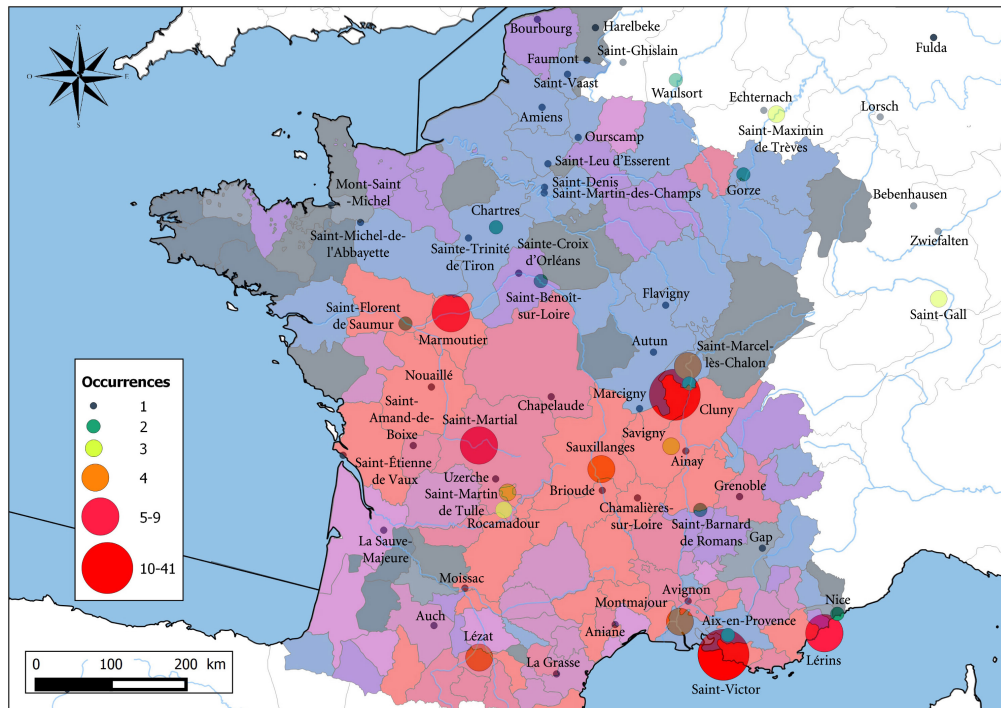 Bourbourg
Harelbeke
Faumont
Saint-Ghislain
Saint-Vaast
Waulsort
Fulda
Echternach
Saint-Maximin
de Trèves
Lorsch
Amiens
Ourscamp
Saint-Leu d'Esserent
Saint-Denis
Saint-Martin-des-Champs
Gorze
Bebenhausen
Zwiefalten
Saint-Gall
Mont-Saint
-Michel
Saint-Michel-de-
l'Abbayette
Chartres
Sainte-Trinité
de Tiron
Sainte-Croix
d'Orléans
Saint-Benoît-
sur-Loire
Flavigny
Autun
Saint-Marcel
-lès-Chalon
Saint-Florent
de Saumur
Marmoutier
Nouaillé
Saint-
Amand-de-
Boixe
Saint-Martial
Chapelaude
Marcigny
Cluny
Savigny
Sauxillanges
Ainay
Saint-Étienne
de Vaux
Uzerche
Saint-Martin
de Tulle
Rocamadour
Brioude
Chamalières-
sur-Loire
Grenoble
Saint-Barnard
de Romans
Gap
La Sauve-
Majeure
Moissac
Auch
Lézat
La Grasse
Aniane
Montmajour
Avignon
Aix-en-Provence
Nice
Lérins
Saint-Victor
N
O
E
S
Occurrences
1
2
3
4
5-9
10-41
0 100 200 km